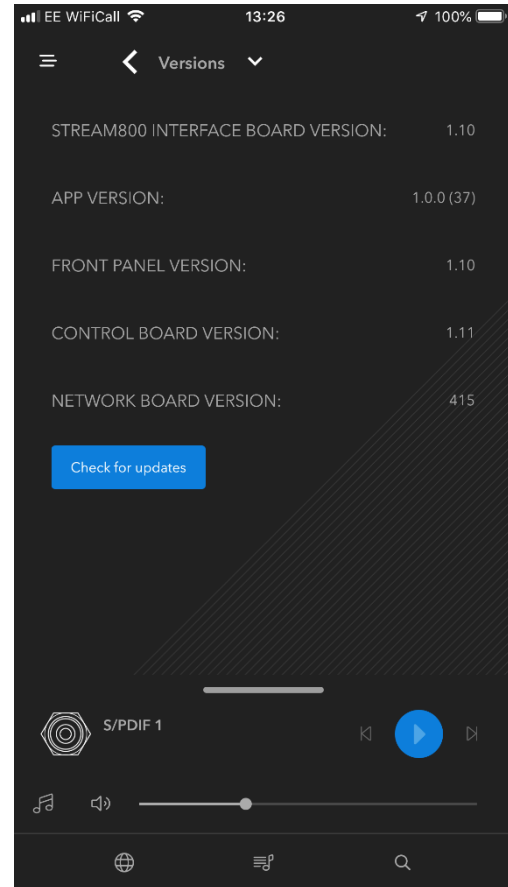 EE WiFiCall 13:26 100%
Versions
STREAM800 INTERFACE BOARD VERSION: 1.10
APP VERSION: 1.0.0 (37)
FRONT PANEL VERSION: 1.10
CONTROL BOARD VERSION: 1.11
NETWORK BOARD VERSION: 415
Check for updates
S/PDIF 1